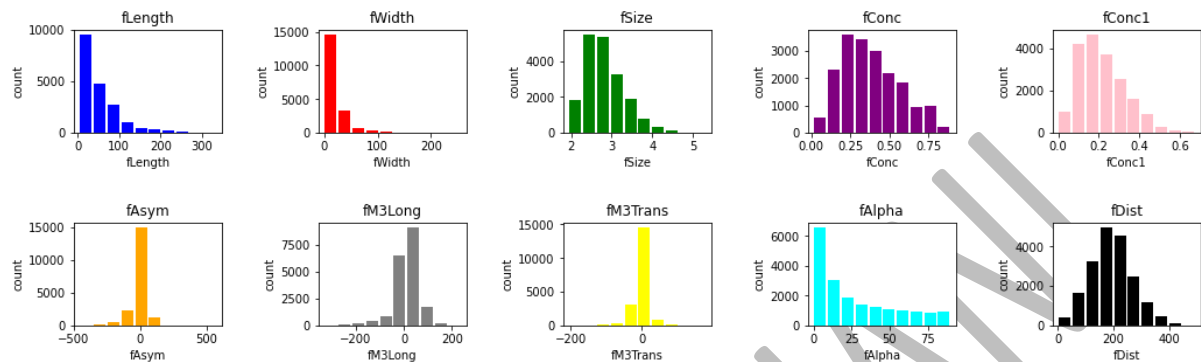 fLength
10000
5000
0
count
0 100 200 300
fLength
fWidth
15000
10000
5000
0
count
0 200
fWidth
fSize
4000
2000
0
count
2 3 4 5
fSize
fConc
3000
2000
1000
0
count
0.00 0.25 0.50 0.75
fConc
fConc1
4000
2000
0
count
0.0 0.2 0.4 0.6
fConc1
fAsym
15000
10000
5000
0
count
−500 0 500
fAsym
fM3Long
7500
5000
2500
0
count
−200 0 200
fM3Long
fM3Trans
15000
10000
5000
0
count
−200 0 200
fM3Trans
fAlpha
6000
4000
2000
0
count
0 25 50 75
fAlpha
fDist
4000
2000
0
count
0 200 400
fDist